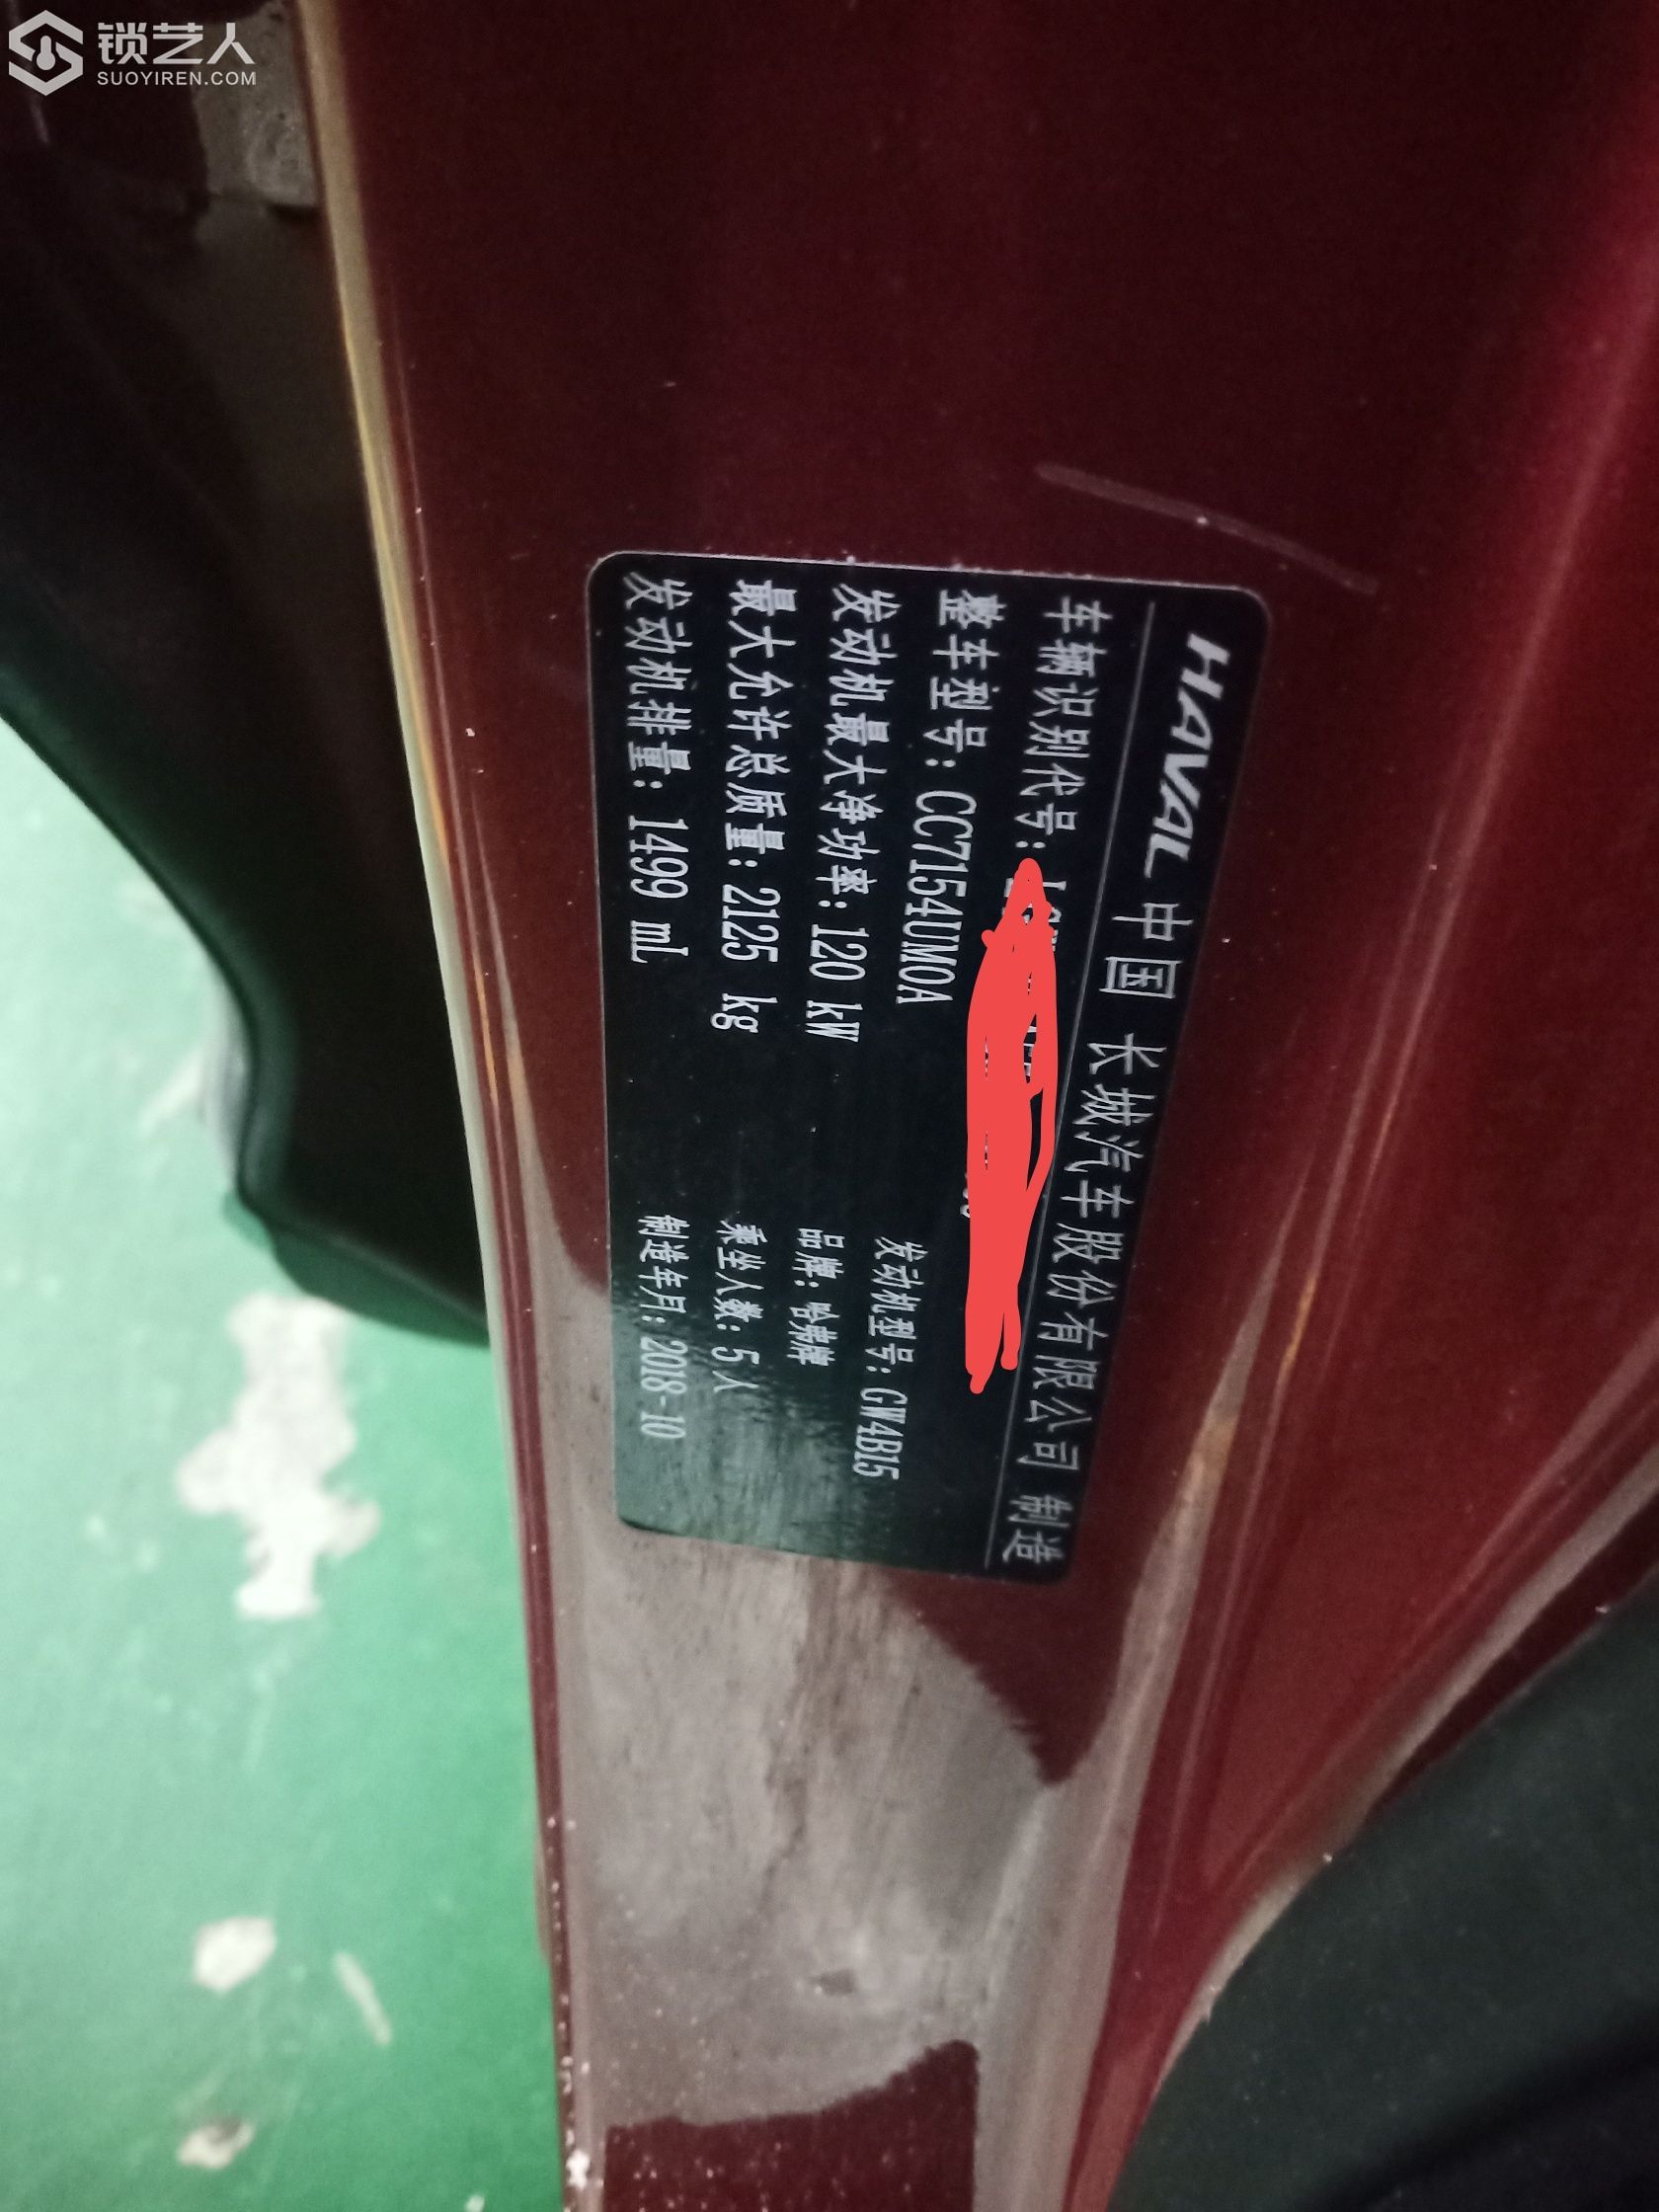 锁艺人
SUOYIREN.COM
HAVAL 中国 长城汽车股份有限公司 制造
车辆识别代号:
整车型号: CC7154UM0A 发动机型号: GW4B15
发动机最大净功率: 120 kW 品牌: 哈弗牌
最大允许总质量: 2125 kg 乘坐人数: 5 人
发动机排量: 1499 mL 制造年月: 2018-10